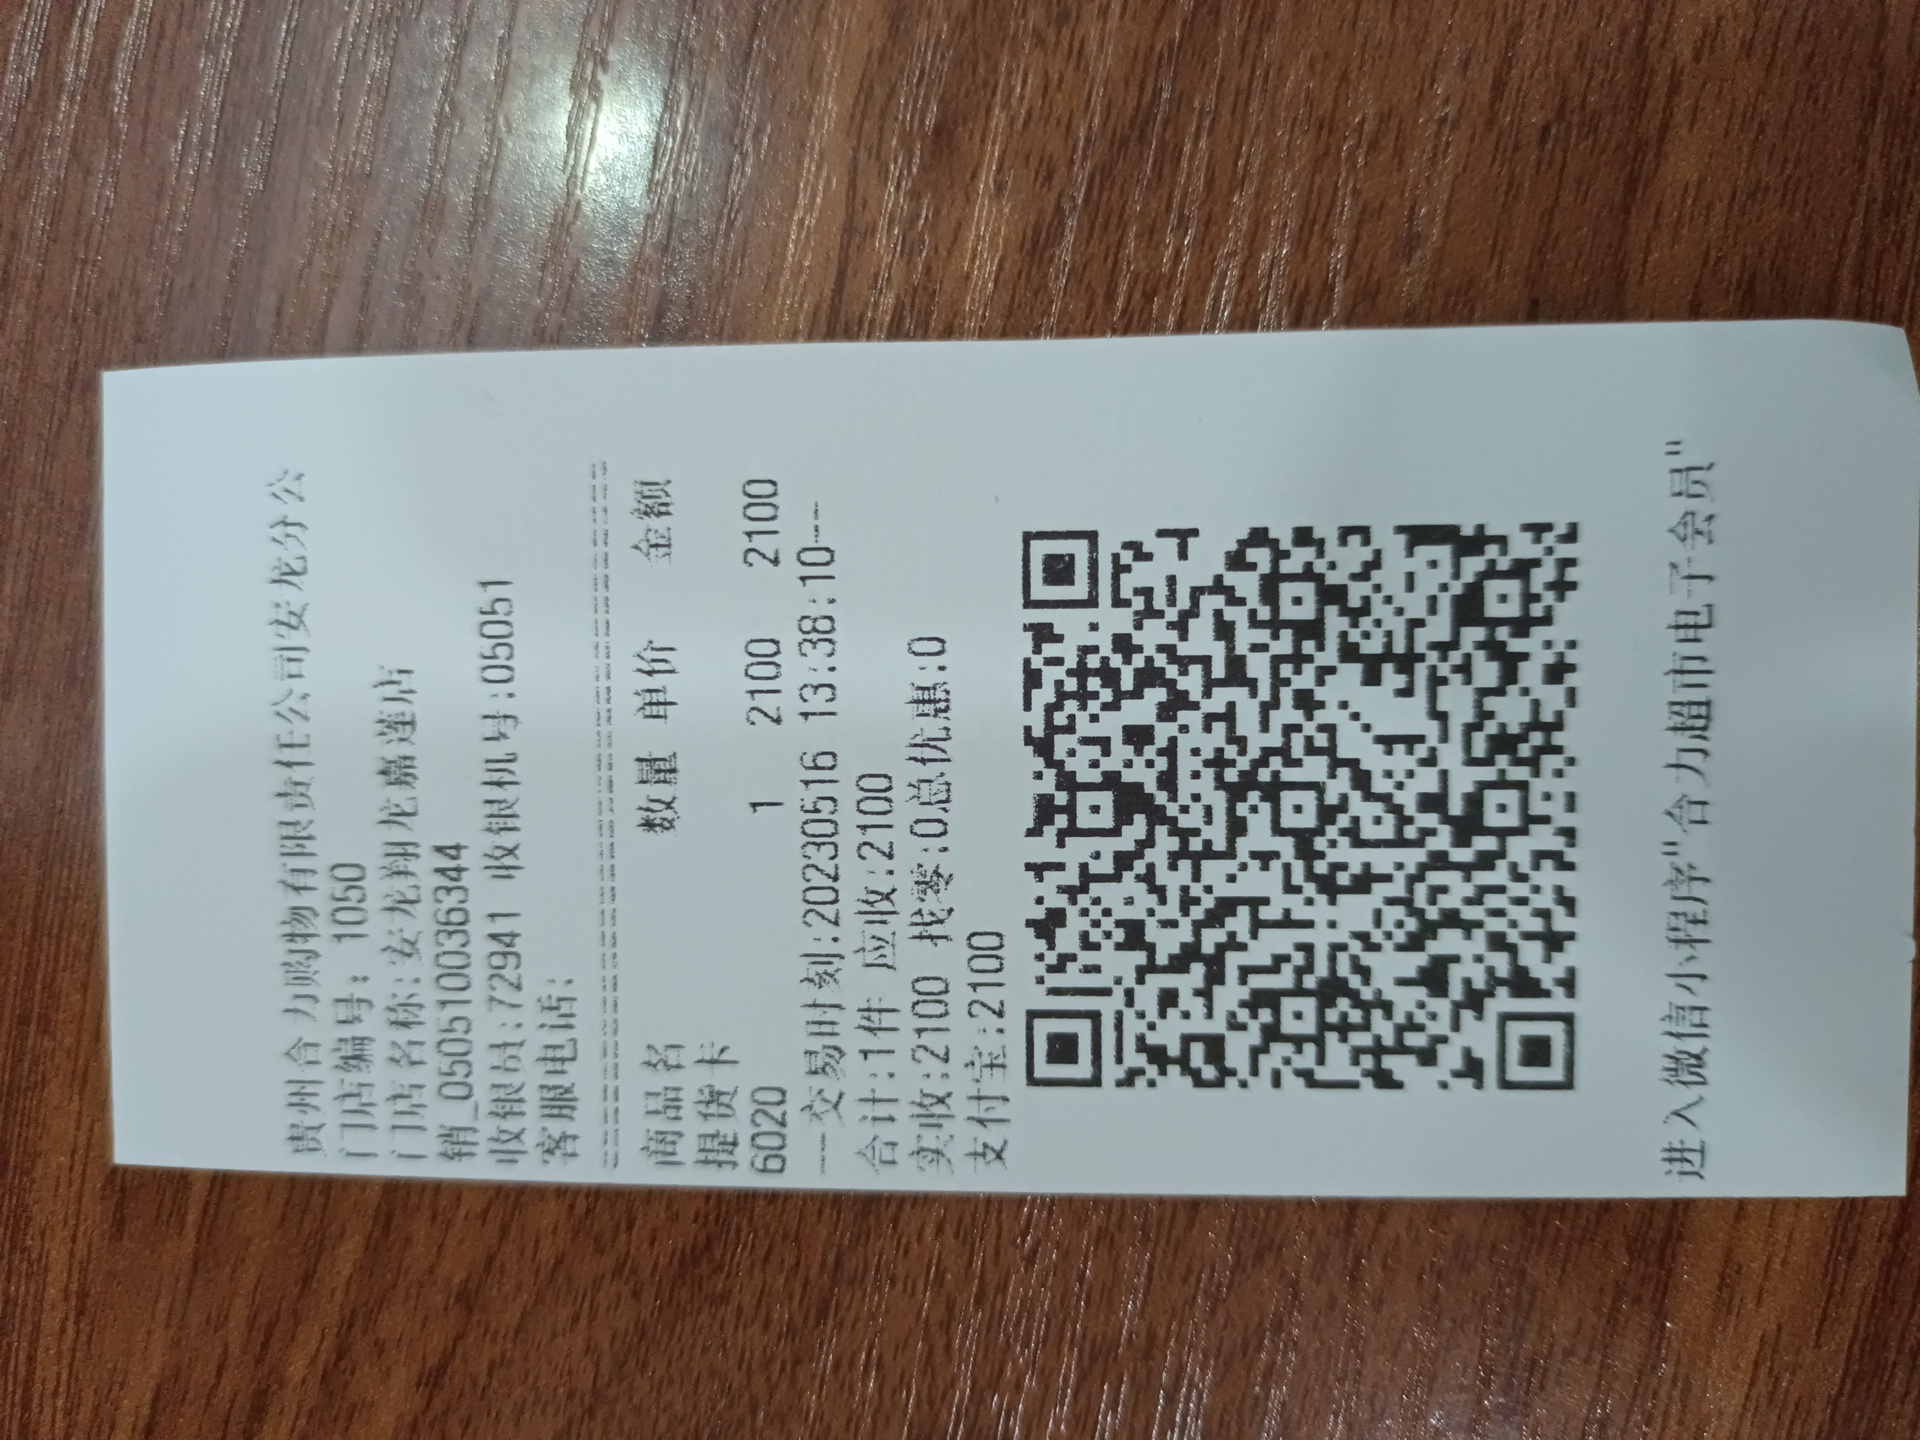 贵州合力购物有限责任公司安龙分公
门店编号: 1050
门店名称:安龙翔龙嘉莲店
销_0505100036344
收银员:72941 收银机号:05051
客服电话:
商品名 数量 单价 金额
提货卡
6020 1 2100 2100
--交易时刻:20230516 13:38:10---
合计:1件 应收:2100
实收:2100 找零:0总优惠:0
支付宝:2100
进入微信小程序"合力超市电子会员"